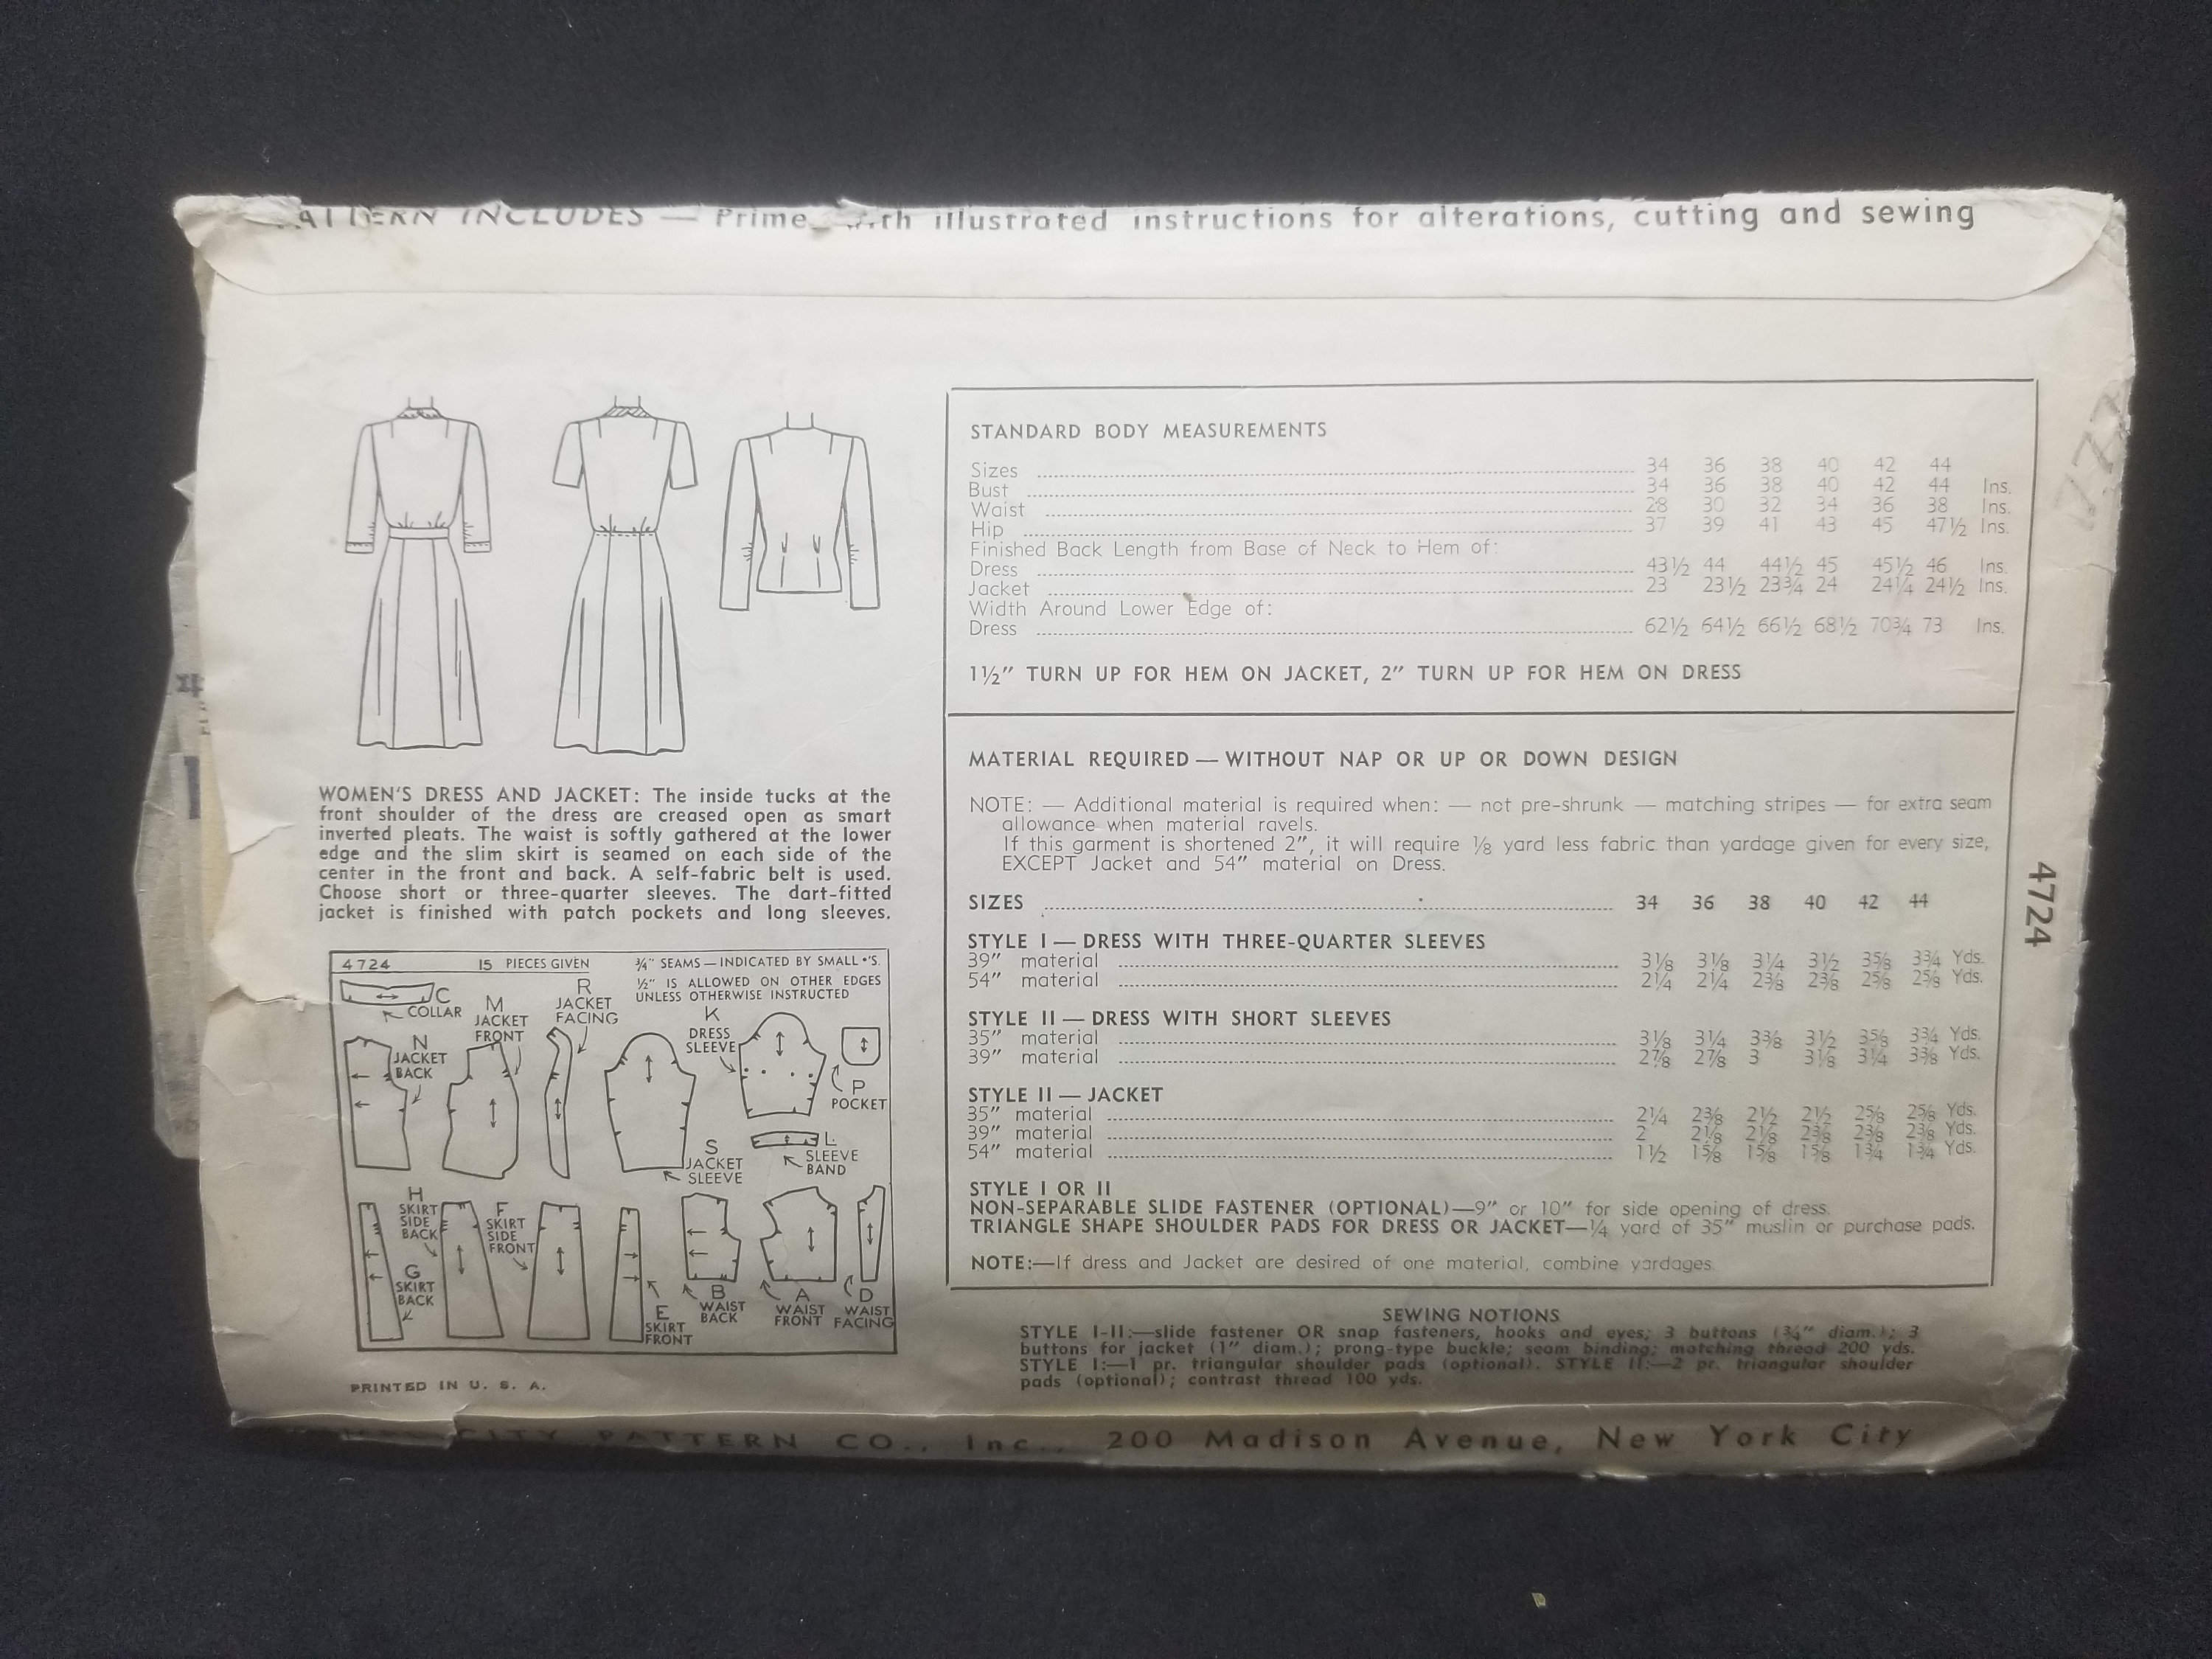 PATTERN INCLUDES — Primer with illustrated instructions for alterations, cutting and sewing
WOMEN'S DRESS AND JACKET: The inside tucks at the
front shoulder of the dress are creased open as smart
inverted pleats. The waist is softly gathered at the lower
edge and the slim skirt is seamed on each side of the
center in the front and back. A self-fabric belt is used.
Choose short or three-quarter sleeves. The dart-fitted
jacket is finished with patch pockets and long sleeves.
4724 15 PIECES GIVEN
¾" SEAMS — INDICATED BY SMALL •'S.
½" IS ALLOWED ON OTHER EDGES
UNLESS OTHERWISE INSTRUCTED
C
COLLAR
M
JACKET
FRONT
R
JACKET
FACING
K
DRESS
SLEEVE
N
JACKET
BACK
P
POCKET
S
JACKET
SLEEVE
L
SLEEVE
BAND
H
SKIRT
SIDE
BACK
F
SKIRT
SIDE
FRONT
G
SKIRT
BACK
E
SKIRT
FRONT
B
WAIST
BACK
A
WAIST
FRONT
D
WAIST
FACING
PRINTED IN U. S. A.
STANDARD BODY MEASUREMENTS
Sizes 34 36 38 40 42 44
Bust 34 36 38 40 42 44 Ins.
Waist 28 30 32 34 36 38 Ins.
Hip 37 39 41 43 45 47½ Ins.
Finished Back Length from Base of Neck to Hem of:
Dress 43½ 44 44½ 45 45½ 46 Ins.
Jacket 23 23½ 23¾ 24 24¼ 24½ Ins.
Width Around Lower Edge of:
Dress 62½ 64½ 66½ 68½ 70¾ 73 Ins.
1½" TURN UP FOR HEM ON JACKET, 2" TURN UP FOR HEM ON DRESS
MATERIAL REQUIRED — WITHOUT NAP OR UP OR DOWN DESIGN
NOTE: — Additional material is required when: — not pre-shrunk — matching stripes — for extra seam
allowance when material ravels.
If this garment is shortened 2", it will require ⅛ yard less fabric than yardage given for every size,
EXCEPT Jacket and 54" material on Dress.
SIZES 34 36 38 40 42 44
STYLE I — DRESS WITH THREE-QUARTER SLEEVES
39" material 3⅛ 3⅛ 3¼ 3½ 3⅝ 3¾ Yds.
54" material 2¼ 2¼ 2⅜ 2⅜ 2⅝ 2⅝ Yds.
STYLE II — DRESS WITH SHORT SLEEVES
35" material 3⅛ 3¼ 3⅜ 3½ 3⅝ 3¾ Yds.
39" material 2⅞ 2⅞ 3 3⅛ 3¼ 3⅜ Yds.
STYLE II — JACKET
35" material 2¼ 2⅜ 2½ 2½ 2⅝ 2⅝ Yds.
39" material 2 2⅛ 2⅛ 2⅜ 2⅜ 2⅜ Yds.
54" material 1½ 1⅝ 1⅝ 1⅝ 1¾ 1¾ Yds.
STYLE I OR II
NON-SEPARABLE SLIDE FASTENER (OPTIONAL)—9" or 10" for side opening of dress.
TRIANGLE SHAPE SHOULDER PADS FOR DRESS OR JACKET—¼ yard of 35" muslin or purchase pads.
NOTE:—If dress and Jacket are desired of one material, combine yardages.
4724
SEWING NOTIONS
STYLE I-II:—slide fastener OR snap fasteners, hooks and eyes; 3 buttons (¾" diam.); 3
buttons for jacket (1" diam.); prong-type buckle; seam binding; matching thread 200 yds.
STYLE I:—1 pr. triangular shoulder pads (optional). STYLE II:—2 pr. triangular shoulder
pads (optional); contrast thread 100 yds.
CITY PATTERN CO., Inc., 200 Madison Avenue, New York City